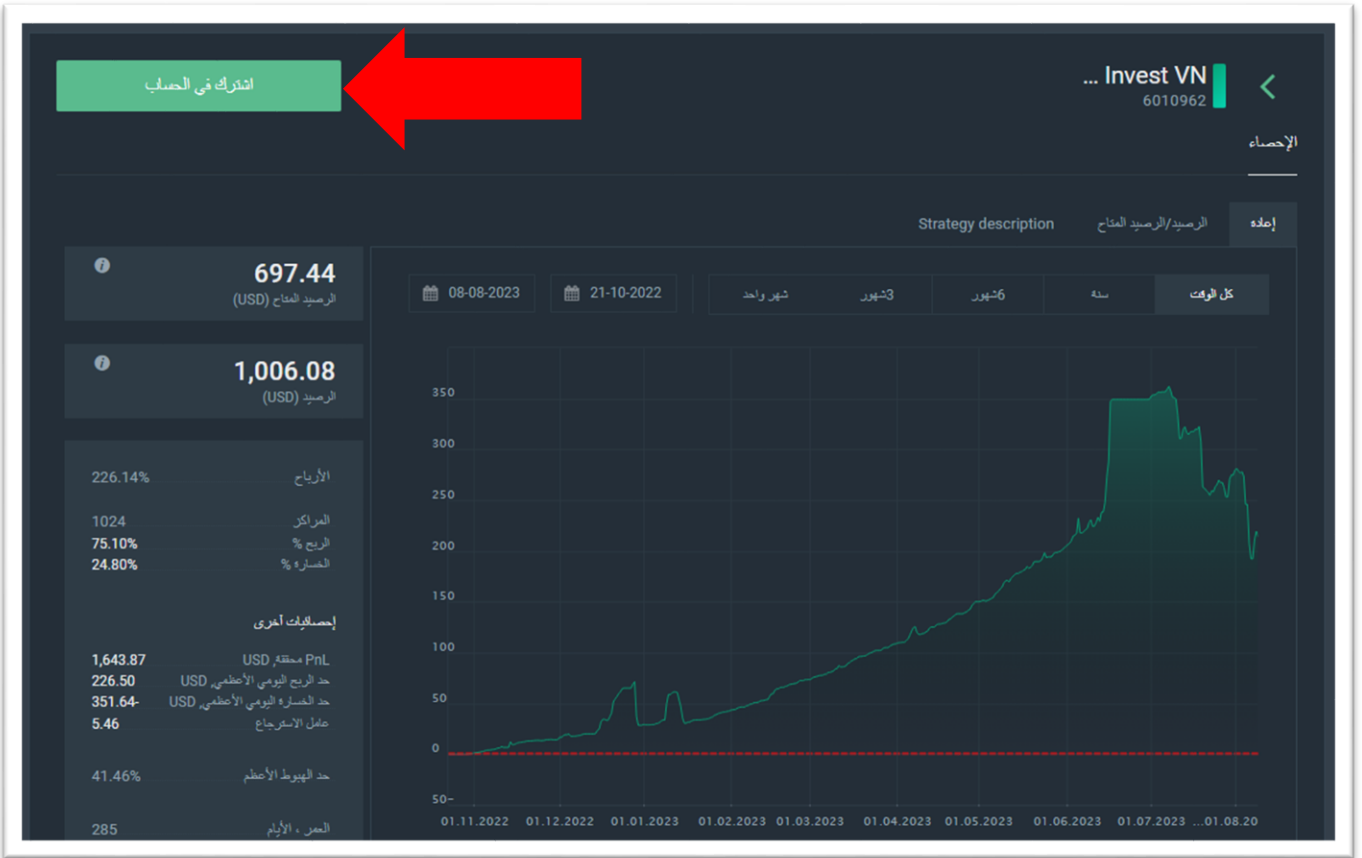 ... Invest VN
6010962
اشترك في الحساب
الإحصاء
إعادة
الرصيد/الرصيد المتاح
Strategy description
697.44
الرصيد المتاح (USD)
1,006.08
الرصيد (USD)
الأرباح 226.14%
المراكز 1024
الربح % 75.10%
الخسارة % 24.80%
إحصائيات أخرى
PnL محققة, USD 1,643.87
حد الربح اليومي الأعظمي, USD 226.50
حد الخسارة اليومي الأعظمي, USD 351.64-
عامل الاسترجاع 5.46
حد الهبوط الأعظم 41.46%
العمر ، الأيام 285
كل الوقت
سنة
6شهور
3شهور
شهر واحد
21-10-2022
08-08-2023
350
300
250
200
150
100
50
0
50-
01.11.2022 01.12.2022 01.01.2023 01.02.2023 01.03.2023 01.04.2023 01.05.2023 01.06.2023 01.07.2023 ...01.08.20